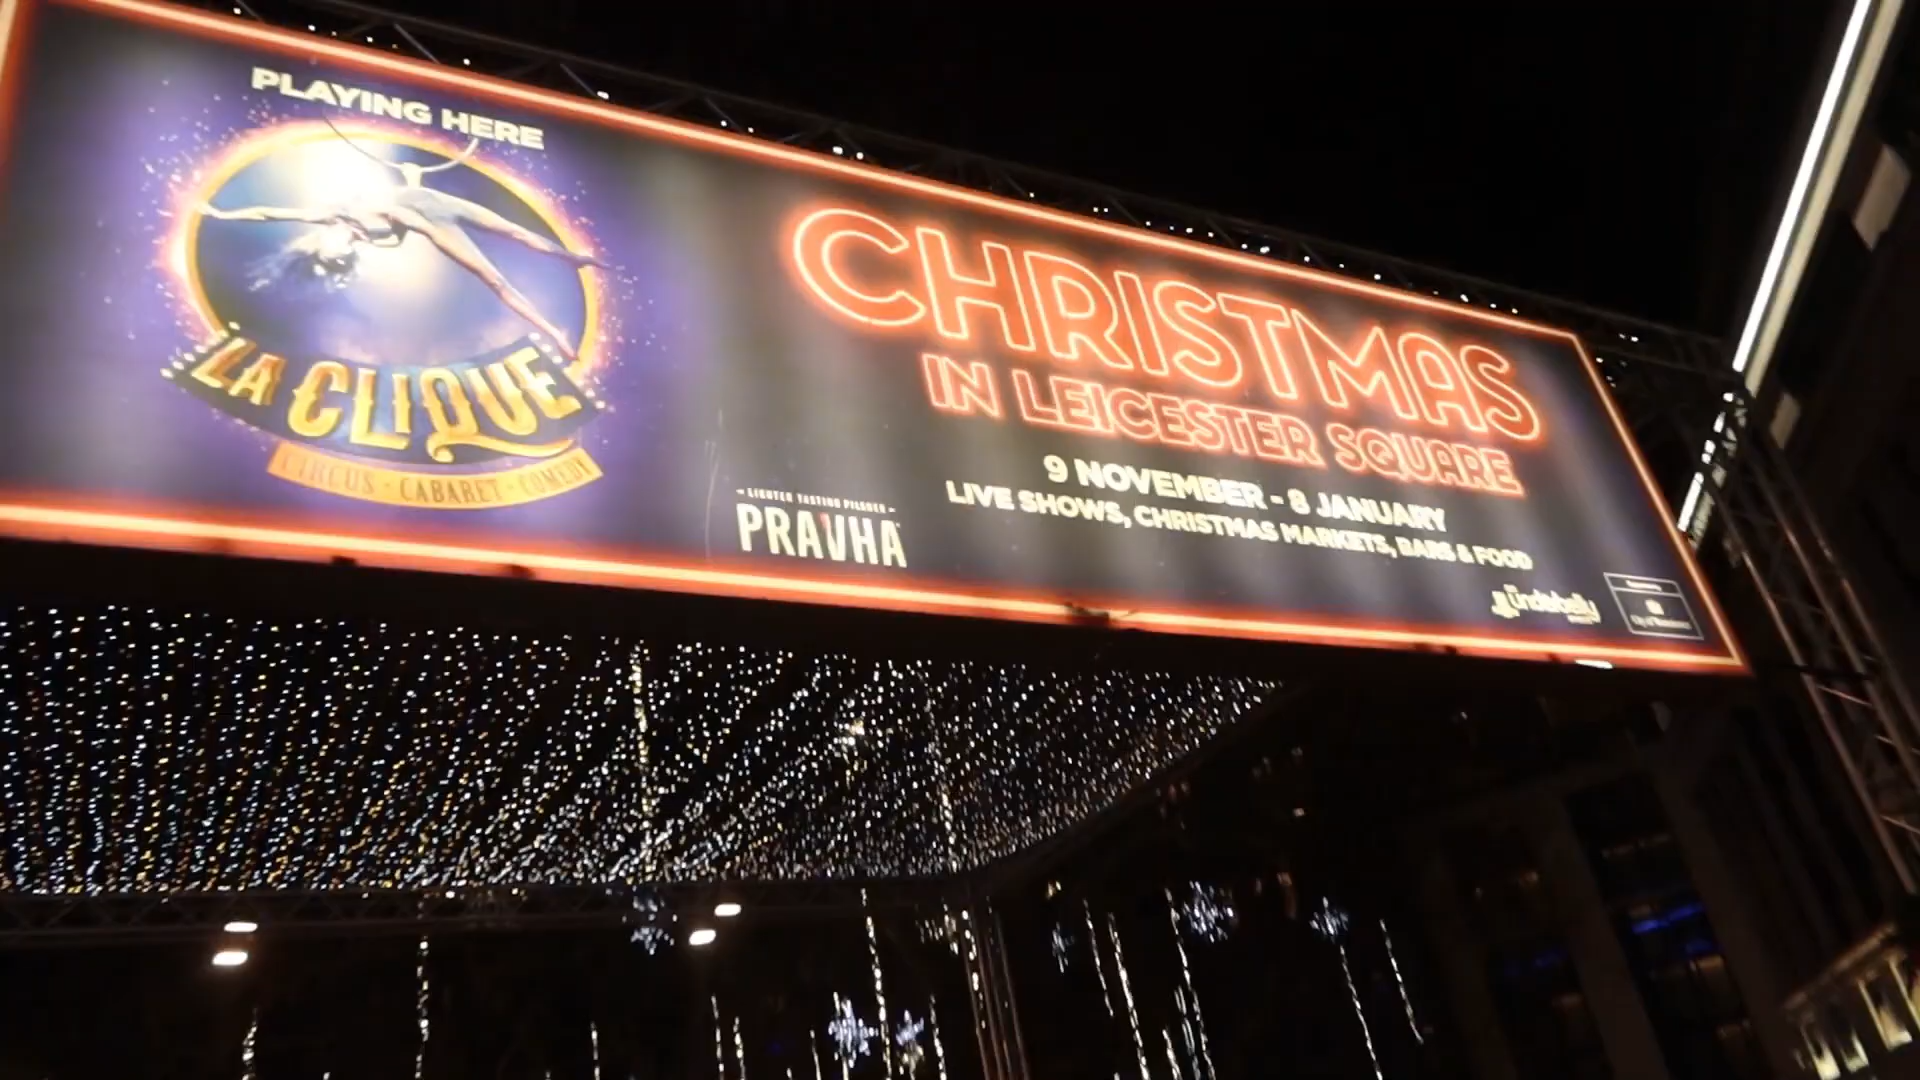 PLAYING HERE
LA CLIQUE
CIRCUS · CABARET · COMEDY
LIGHTER TASTING PILSNER
PRAVHA
CHRISTMAS
IN LEICESTER SQUARE
9 NOVEMBER - 8 JANUARY
LIVE SHOWS, CHRISTMAS MARKETS, BARS & FOOD
underbelly